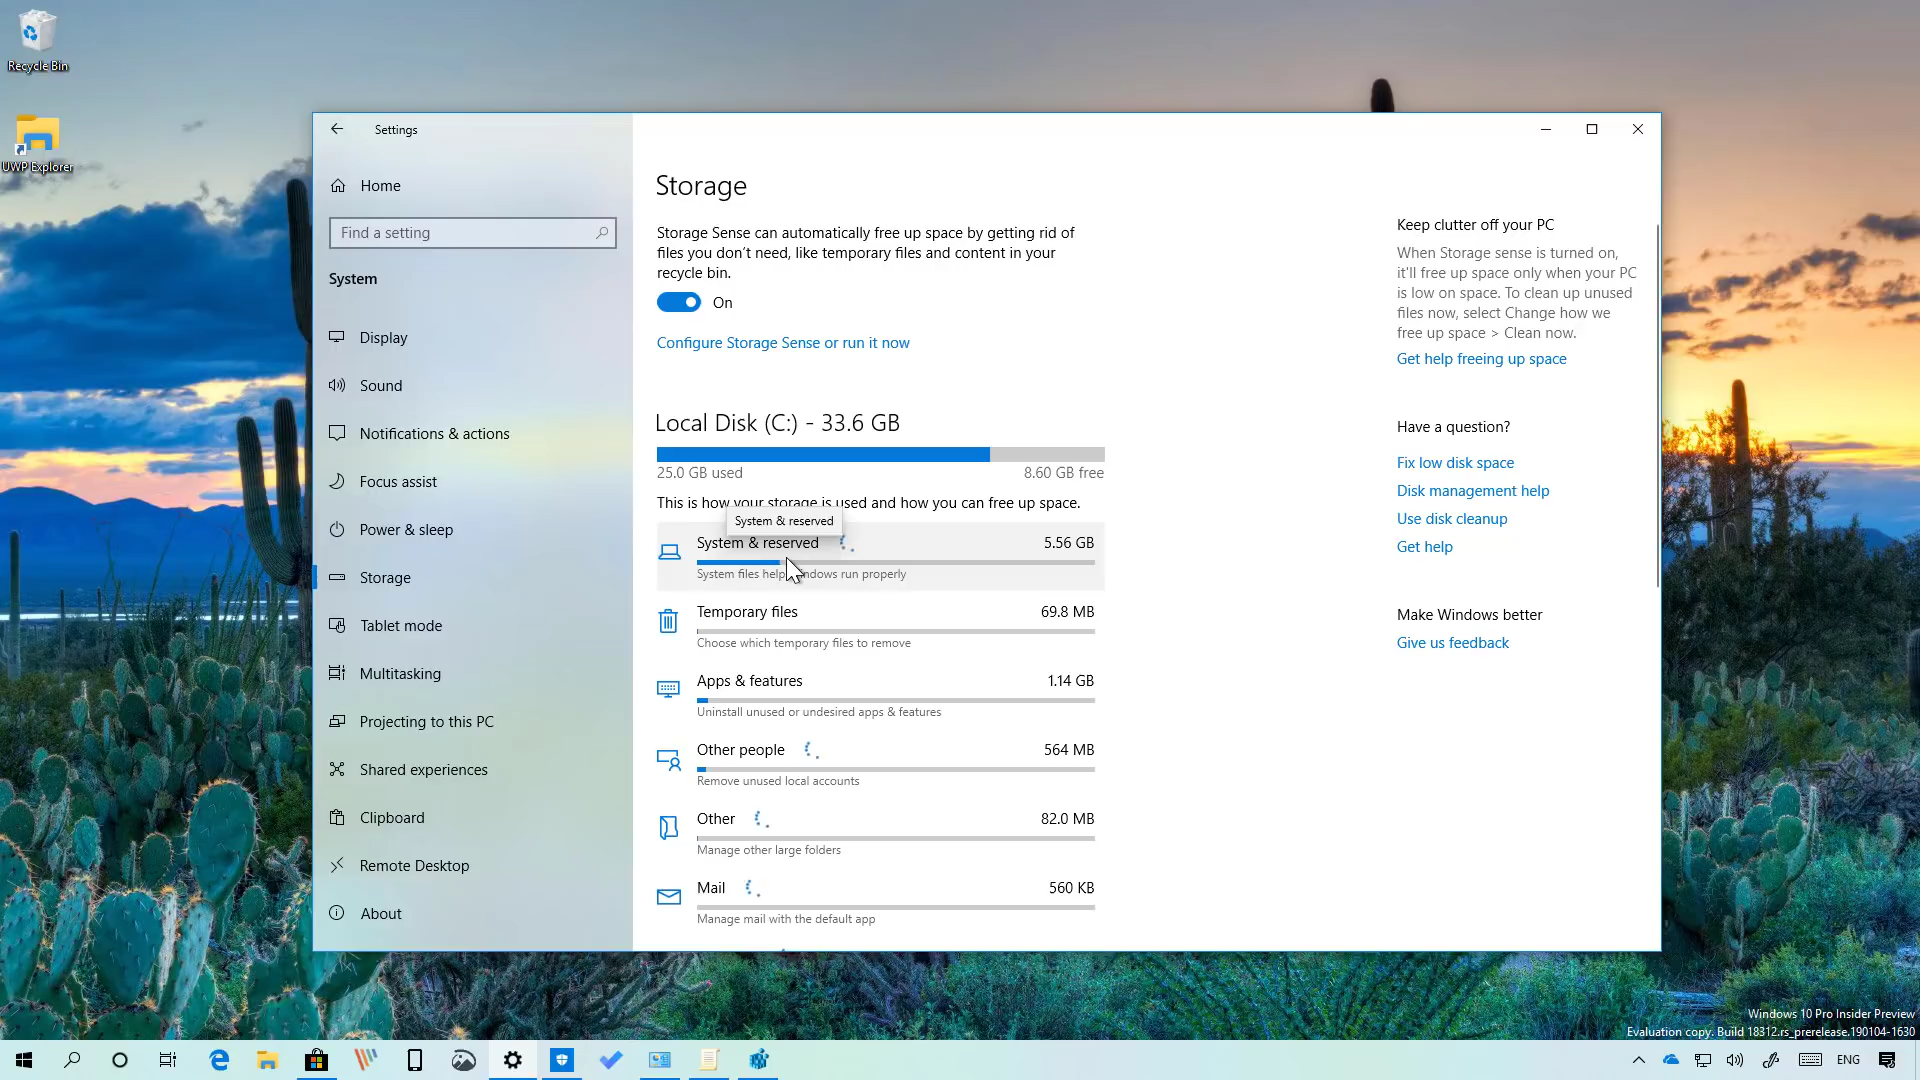 Recycle Bin
UWP Explorer
Settings
Home
Find a setting
System
Display
Sound
Notifications & actions
Focus assist
Power & sleep
Storage
Tablet mode
Multitasking
Projecting to this PC
Shared experiences
Clipboard
Remote Desktop
About
Storage
Storage Sense can automatically free up space by getting rid of
files you don't need, like temporary files and content in your
recycle bin.
On
Configure Storage Sense or run it now
Local Disk (C:) - 33.6 GB
25.0 GB used
8.60 GB free
This is how your storage is used and how you can free up space.
System & reserved
System & reserved
5.56 GB
System files help windows run properly
Temporary files
69.8 MB
Choose which temporary files to remove
Apps & features
1.14 GB
Uninstall unused or undesired apps & features
Other people
564 MB
Remove unused local accounts
Other
82.0 MB
Manage other large folders
Mail
560 KB
Manage mail with the default app
Keep clutter off your PC
When Storage sense is turned on,
it'll free up space only when your PC
is low on space. To clean up unused
files now, select Change how we
free up space > Clean now.
Get help freeing up space
Have a question?
Fix low disk space
Disk management help
Use disk cleanup
Get help
Make Windows better
Give us feedback
Windows 10 Pro Insider Preview
Evaluation copy. Build 18312.rs_prerelease.190104-1630
ENG